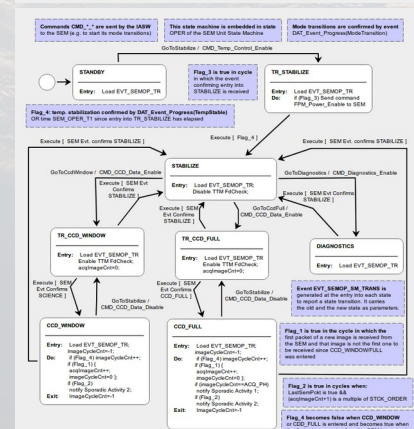 Commands CMD_*_* are sent by the IASW
to the SEM (e.g. to start its mode transitions)
This state machine is embedded in state
OPER of the SEM Unit State Machine
Mode transitions are confirmed by event
DAT_Event_Progress(ModeTransition)
GoToStabilize / CMD_Temp_Control_Enable
STANDBY
Entry: Load EVT_SEMOP_TR
Flag_3 is true in cycle
in which the event
confirming entry into
STABILIZE is received
TR_STABILIZE
Entry: Load EVT_SEMOP_TR
Do: if (Flag_3) Send command
FPM_Power_Enable to SEM
Flag_4: temp. stabilization confirmed by DAT_Event_Progress(TempStable)
OR time SEM_OPER_T1 since entry into TR_STABILIZE has elapsed
Execute [ Flag_4 ]
Execute [ SEM Evt. confirms STABILIZE ]
Execute [ SEM Evt confirms STABILIZE ]
STABILIZE
Entry: Load EVT_SEMOP_TR;
Disable TTM FdCheck;
GoToCcdWindow / CMD_CCD_Data_Enable
GoToDiagnostics / CMD_Diagnostics_Enable
Execute [ SEM Evt
Confirms
STABILIZE ]
Execute [ SEM
Evt Confirms
STABILIZE ]
GoToCcdFull /
CMD_CCD_Data_Enable
Execute [ SEM Evt Confirms
STABILIZE ]
TR_CCD_WINDOW
Entry: Load EVT_SEMOP_TR
Enable TTM FdCheck;
acqImageCnt=0;
TR_CCD_FULL
Entry: Load EVT_SEMOP_TR
Enable TTM FdCheck;
acqImageCnt=0;
DIAGNOSTICS
Entry: Load EVT_SEMOP_TR
Execute [ SEM
Evt Confirms
SCIENCE ]
GoToStabilize /
CMD_CCD_Data_Disable
Execute [ SEM
Evt Confirms
CCD_FULL ]
GoToStabilize /
CMD_CCD_Data_Disable
Event EVT_SEMOP_SM_TRANS is
generated at the entry into each state
to report a state transition. It carries
the old and the new state as parameters.
CCD_WINDOW
Entry: Load EVT_SEMOP_TR;
imageCycleCnt=-1
Do: if (Flag_4) imageCycleCnt++;
if (Flag_1) {
acqImageCnt++;
imageCycleCnt=0 };
if (Flag_2)
notify Sporadic Activity 2;
Exit: ImageCycleCnt=-1
CCD_FULL
Entry: Load EVT_SEMOP_TR;
imageCycleCnt=-1;
Do: if (Flag_4) imageCycleCnt++;
if (Flag_1) {
acqImageCnt++;
imageCycleCnt=0 };
if (imageCycleCnt==ACQ_PH)
notify Sporadic Activity 1;
if (Flag_2)
notify Sporadic Activity 2;
Exit: ImageCycleCnt=-1
Flag_1 is true in the cycle in which the
first packet of a new image is received from
the SEM and that image is not the first one to
be received since CCD_WINDOW/FULL
was entered
Flag_2 is true in cycles when:
LastSemPckt is true &&
(acqImageCnt+1) is a multiple of STCK_ORDER
Flag_4 becomes false when CCD_WINDOW
or CCD_FULL is entered and becomes true when